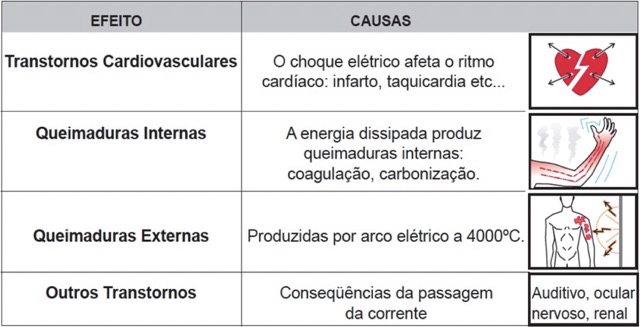 EFEITO CAUSAS
Transtornos Cardiovasculares
O choque elétrico afeta o ritmo
cardíaco: infarto, taquicardia etc...
Queimaduras Internas
A energia dissipada produz
queimaduras internas:
coagulação, carbonização.
Queimaduras Externas
Produzidas por arco elétrico a 4000ºC.
Outros Transtornos
Conseqüências da passagem
da corrente
Auditivo, ocular
nervoso, renal